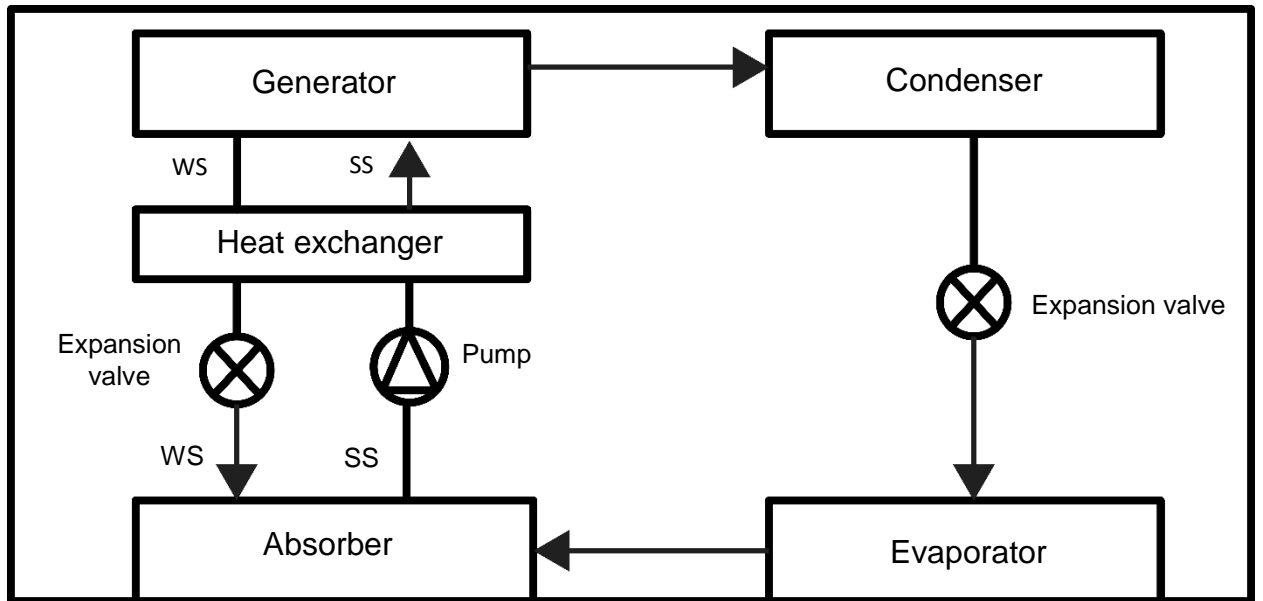 Generator
Condenser
WS
SS
Heat exchanger
Expansion valve
Expansion
valve
Pump
WS
SS
Absorber
Evaporator